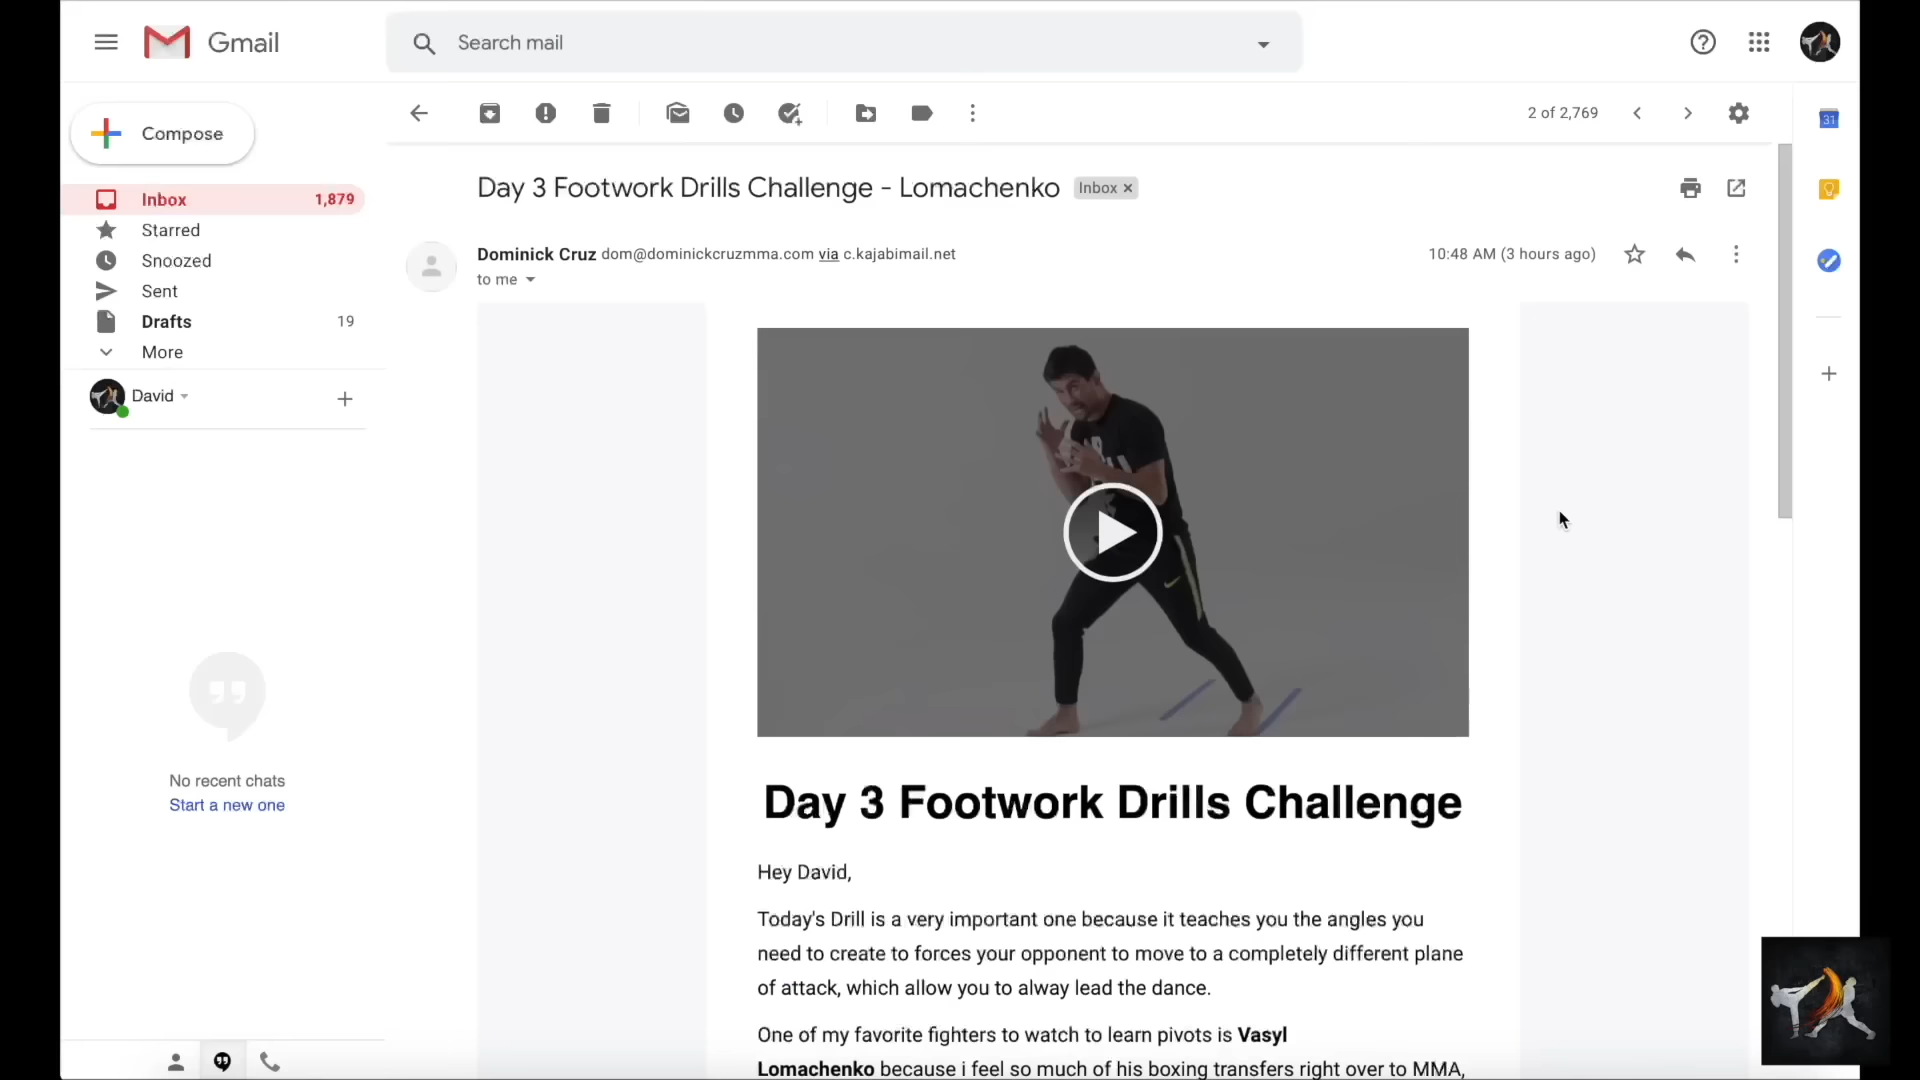 Gmail
Search mail
Compose
2 of 2,769
31
Inbox 1,879
Starred
Snoozed
Sent
Drafts 19
More
David
No recent chats
Start a new one
Day 3 Footwork Drills Challenge - Lomachenko Inbox ×
Dominick Cruz dom@dominickcruzmma.com via c.kajabimail.net 10:48 AM (3 hours ago)
to me
Day 3 Footwork Drills Challenge
Hey David,
Today's Drill is a very important one because it teaches you the angles you
need to create to forces your opponent to move to a completely different plane
of attack, which allow you to alway lead the dance.
One of my favorite fighters to watch to learn pivots is Vasyl
Lomachenko because i feel so much of his boxing transfers right over to MMA,